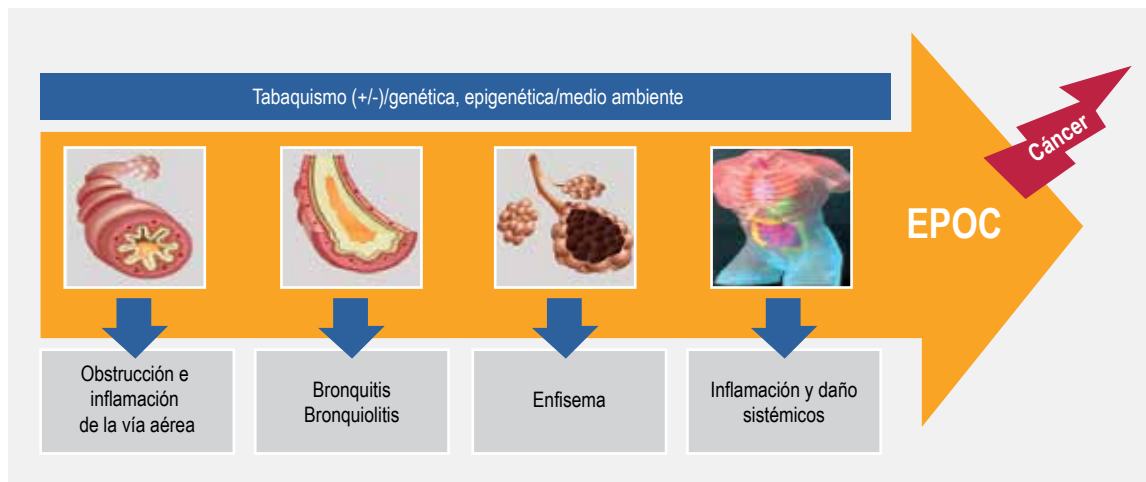 Tabaquismo (+/-)/genética, epigenética/medio ambiente
Cáncer
EPOC
Obstrucción e
inflamación
de la vía aérea
Bronquitis
Bronquiolitis
Enfisema
Inflamación y daño
sistémicos